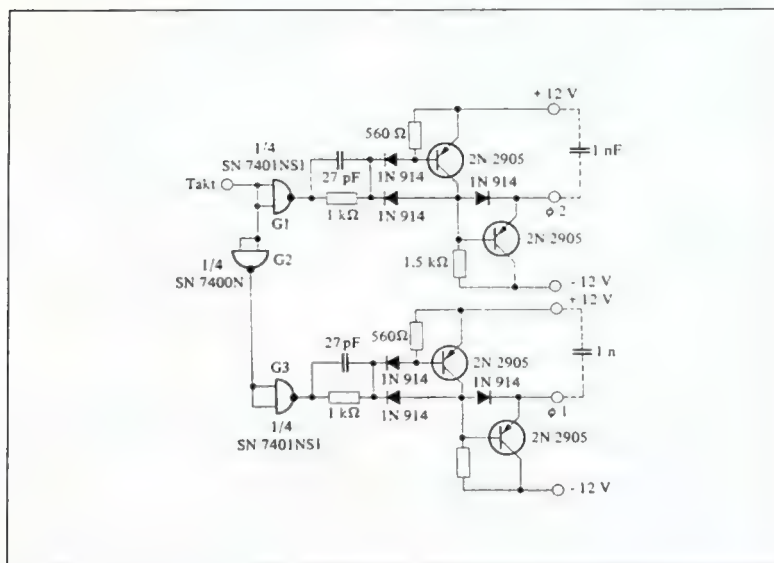 + 12 V
560 Ω
1/4
SN 7401NS1
27 pF
1N 914
2N 2905
1 nF
Takt
1N 914
G1
1 kΩ
1N 914
φ 2
G2
1/4
SN 7400N
1.5 kΩ
2N 2905
- 12 V
+ 12 V
560Ω
27pF
G3
1N 914
2N 2905
1 n
1N 914
1/4
SN 7401NS1
1 kΩ
1N 914
φ 1
2N 2905
- 12 V